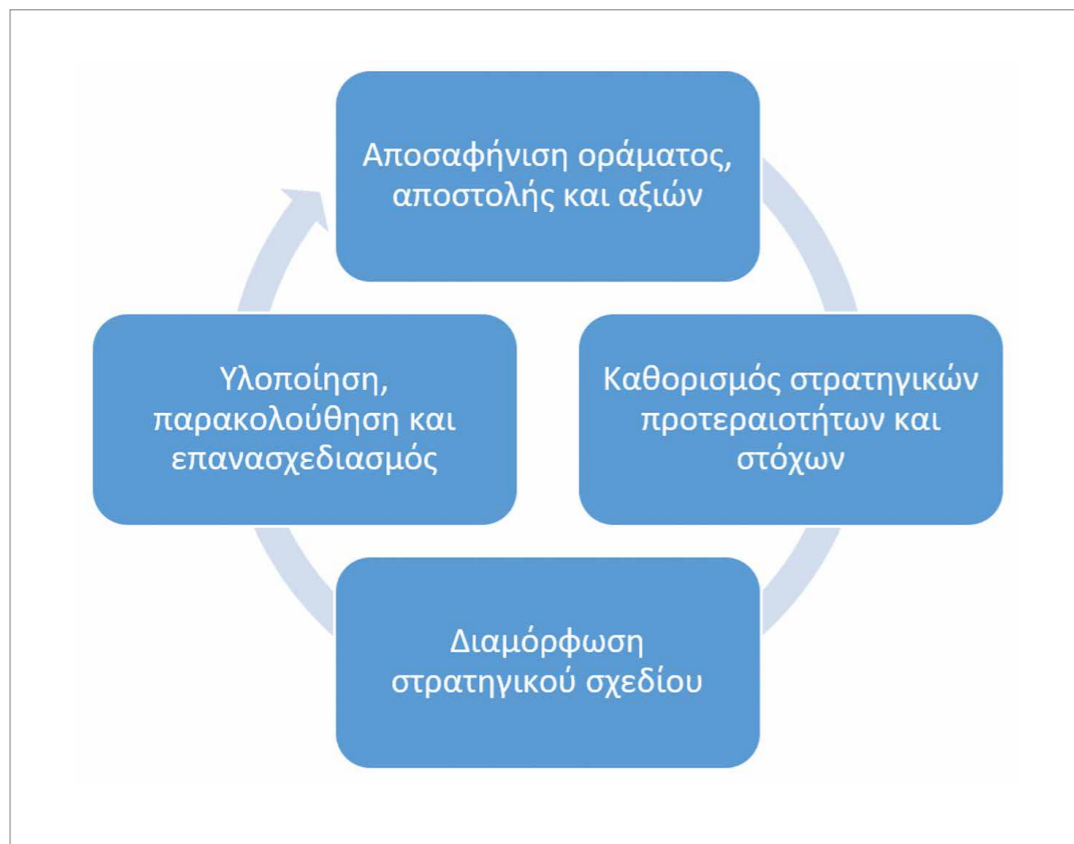 Αποσαφήνιση οράματος,
αποστολής και αξιών
Καθορισμός στρατηγικών
προτεραιοτήτων και
στόχων
Διαμόρφωση
στρατηγικού σχεδίου
Υλοποίηση,
παρακολούθηση και
επανασχεδιασμός